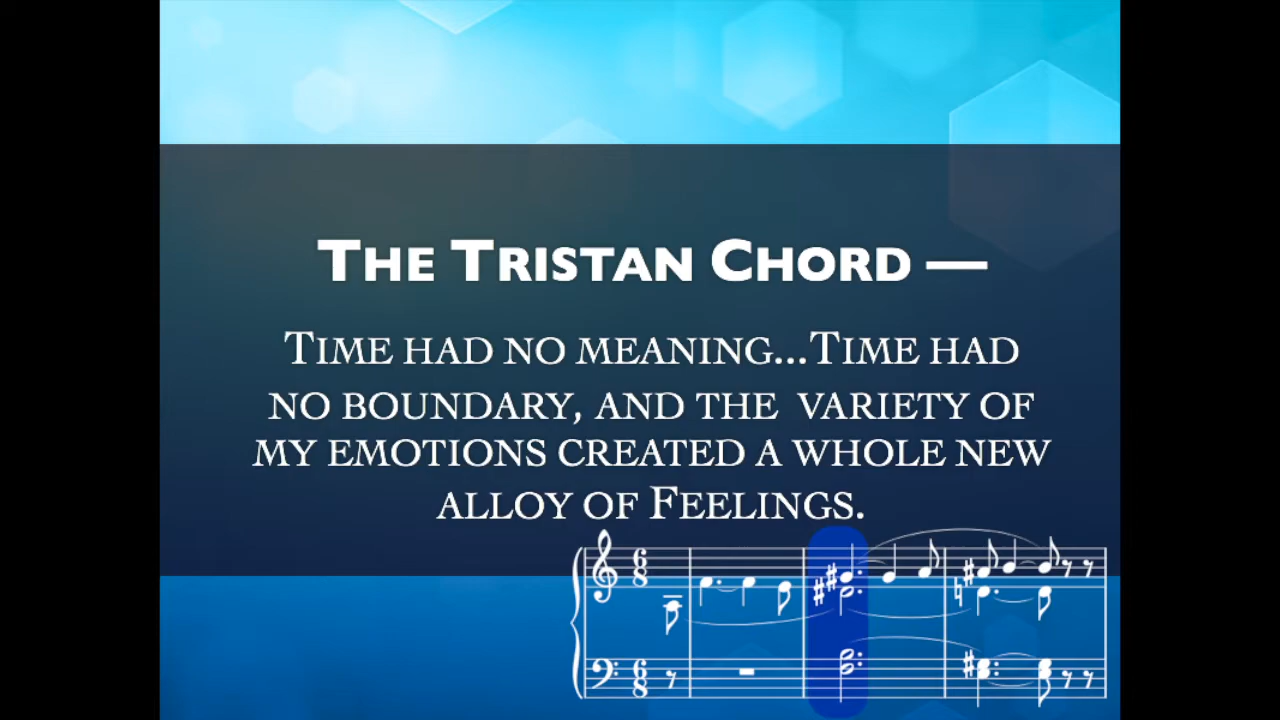 The Tristan Chord —
Time had no meaning...Time had
no boundary, and the variety of
my emotions created a whole new
alloy of Feelings.